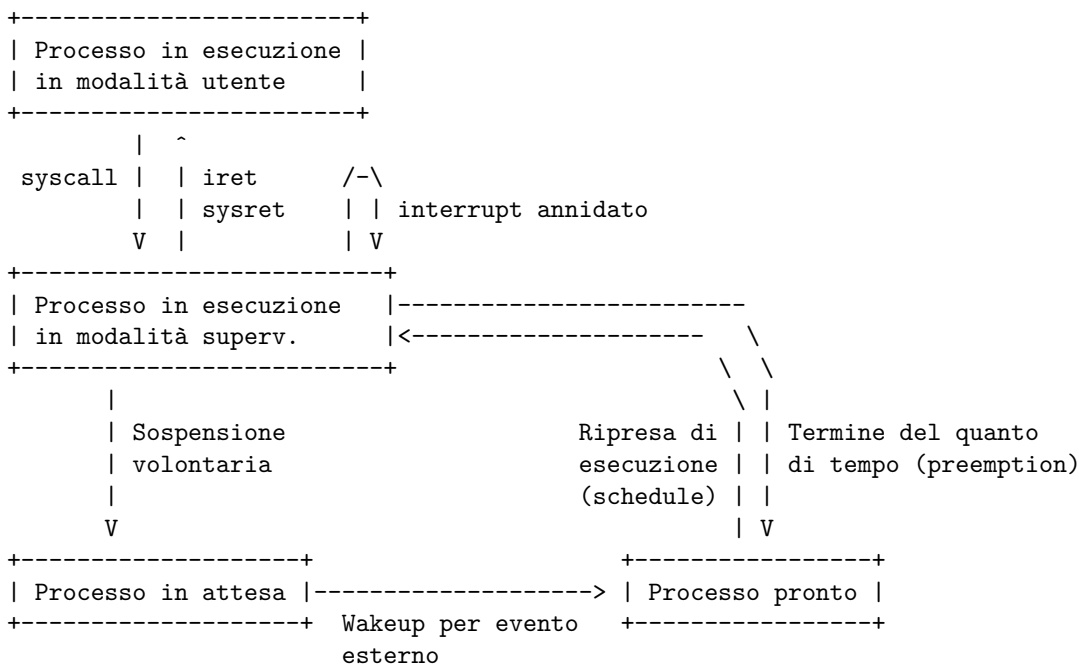 Processo in esecuzione
in modalità utente
syscall
iret
sysret
interrupt annidato
Processo in esecuzione
in modalità superv.
Sospensione
volontaria
Ripresa di
esecuzione
(schedule)
Termine del quanto
di tempo (preemption)
Processo in attesa
Wakeup per evento
esterno
Processo pronto